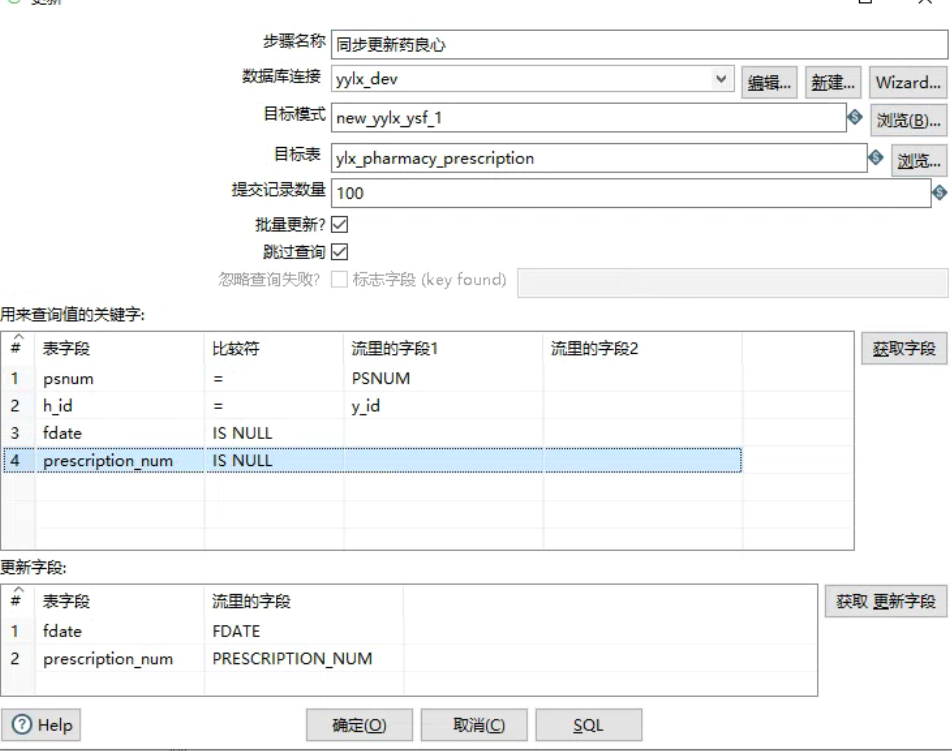 更新
步骤名称 同步更新药良心
数据库连接 yylx_dev 编辑... 新建... Wizard...
目标模式 new_yylx_ysf_1 浏览(B)...
目标表 ylx_pharmacy_prescription 浏览...
提交记录数量 100
批量更新?
跳过查询
忽略查询失败? 标志字段 (key found)
用来查询值的关键字:
# 表字段 比较符 流里的字段1 流里的字段2 获取字段
1 psnum = PSNUM
2 h_id = y_id
3 fdate IS NULL
4 prescription_num IS NULL
更新字段:
# 表字段 流里的字段 获取 更新字段
1 fdate FDATE
2 prescription_num PRESCRIPTION_NUM
Help 确定(O) 取消(C) SQL